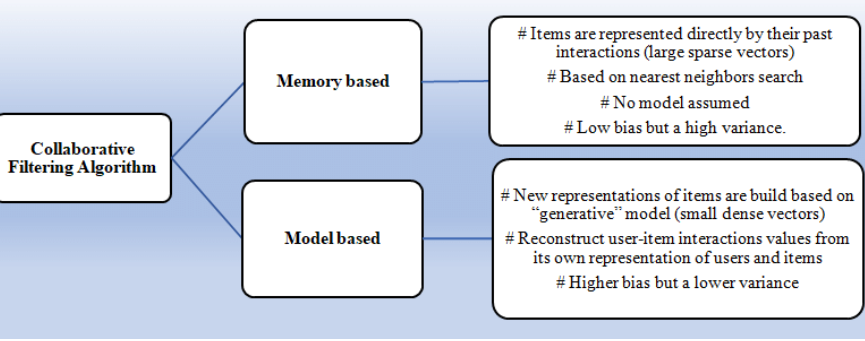 Collaborative
Filtering Algorithm
Memory based
# Items are represented directly by their past
interactions (large sparse vectors)
# Based on nearest neighbors search
# No model assumed
# Low bias but a high variance.
Model based
# New representations of items are build based on
“generative” model (small dense vectors)
# Reconstruct user-item interactions values from
its own representation of users and items
# Higher bias but a lower variance